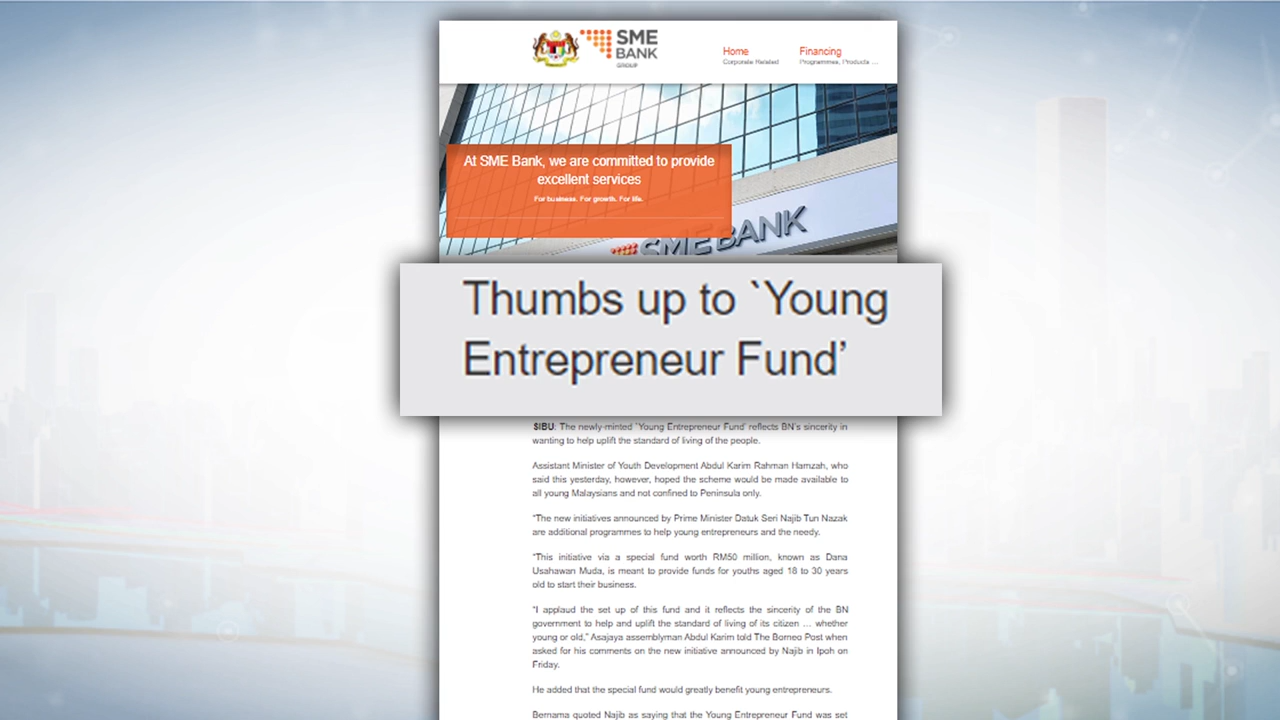 SME
BANK
GROUP
Home
Corporate Related
Financing
Programmes, Products ...
At SME Bank, we are committed to provide
excellent services
For business. For growth. For life.
SME BANK
Thumbs up to `Young
Entrepreneur Fund’
SIBU: The newly-minted `Young Entrepreneur Fund’ reflects BN’s sincerity in
wanting to help uplift the standard of living of the people.
Assistant Minister of Youth Development Abdul Karim Rahman Hamzah, who
said this yesterday, however, hoped the scheme would be made available to
all young Malaysians and not confined to Peninsula only.
“The new initiatives announced by Prime Minister Datuk Seri Najib Tun Nazak
are additional programmes to help young entrepreneurs and the needy.
“This initiative via a special fund worth RM50 million, known as Dana
Usahawan Muda, is meant to provide funds for youths aged 18 to 30 years
old to start their business.
“I applaud the set up of this fund and it reflects the sincerity of the BN
government to help and uplift the standard of living of its citizen … whether
young or old,” Asajaya assemblyman Abdul Karim told The Borneo Post when
asked for his comments on the new initiative announced by Najib in Ipoh on
Friday.
He added that the special fund would greatly benefit young entrepreneurs.
Bernama quoted Najib as saying that the Young Entrepreneur Fund was set